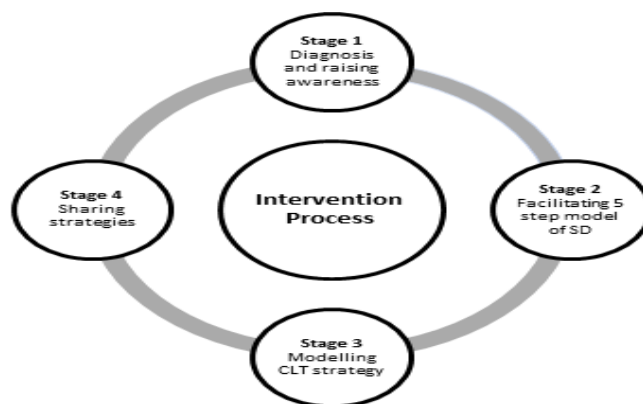 Stage 1
Diagnosis
and raising
awareness
Stage 4
Sharing
strategies
Intervention
Process
Stage 2
Facilitating 5
step model
of SD
Stage 3
Modelling
CLT strategy